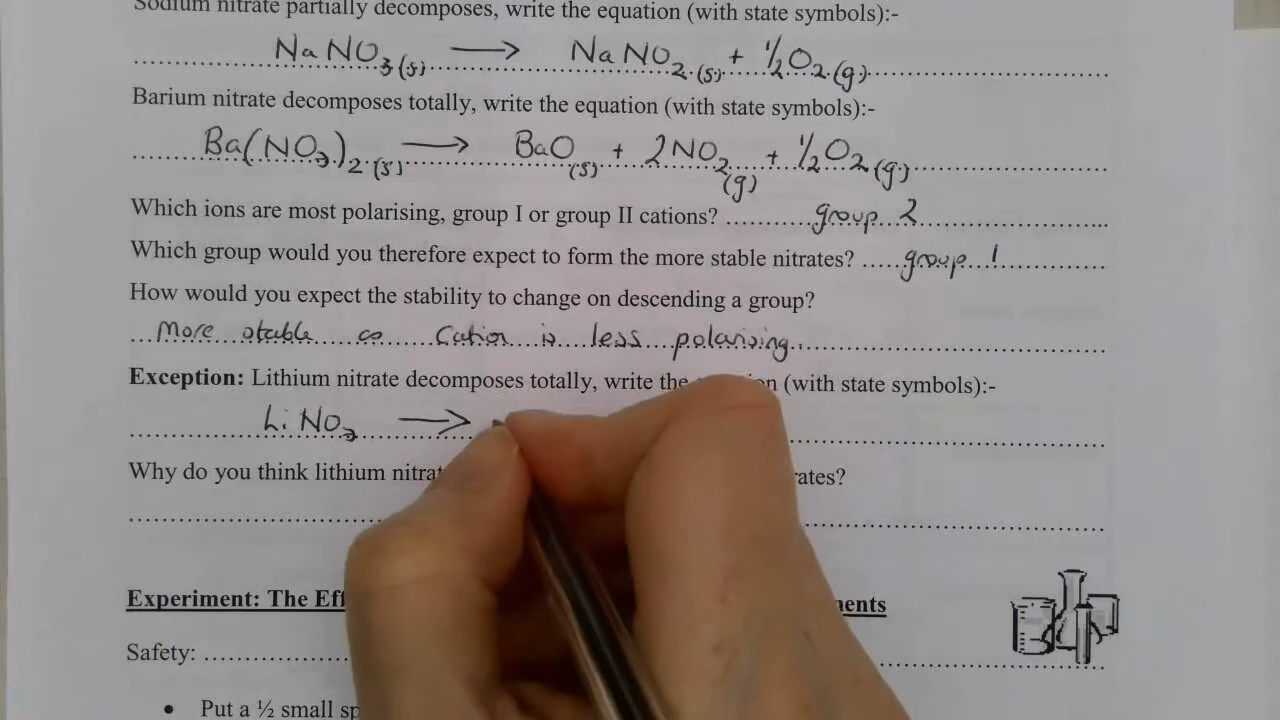 Sodium nitrate partially decomposes, write the equation (with state symbols):-
NaNO3(s) → NaNO2(s) + ½O2(g)
Barium nitrate decomposes totally, write the equation (with state symbols):-
Ba(NO3)2(s) → BaO(s) + 2NO2(g) + ½O2(g)
Which ions are most polarising, group I or group II cations? group 2
Which group would you therefore expect to form the more stable nitrates? group 1
How would you expect the stability to change on descending a group?
More stable as cation is less polarising.
Exception: Lithium nitrate decomposes totally, write the (with state symbols):-
LiNO3 →
Why do you think lithium
Experiment: The
Safety:
• Put a ½ small